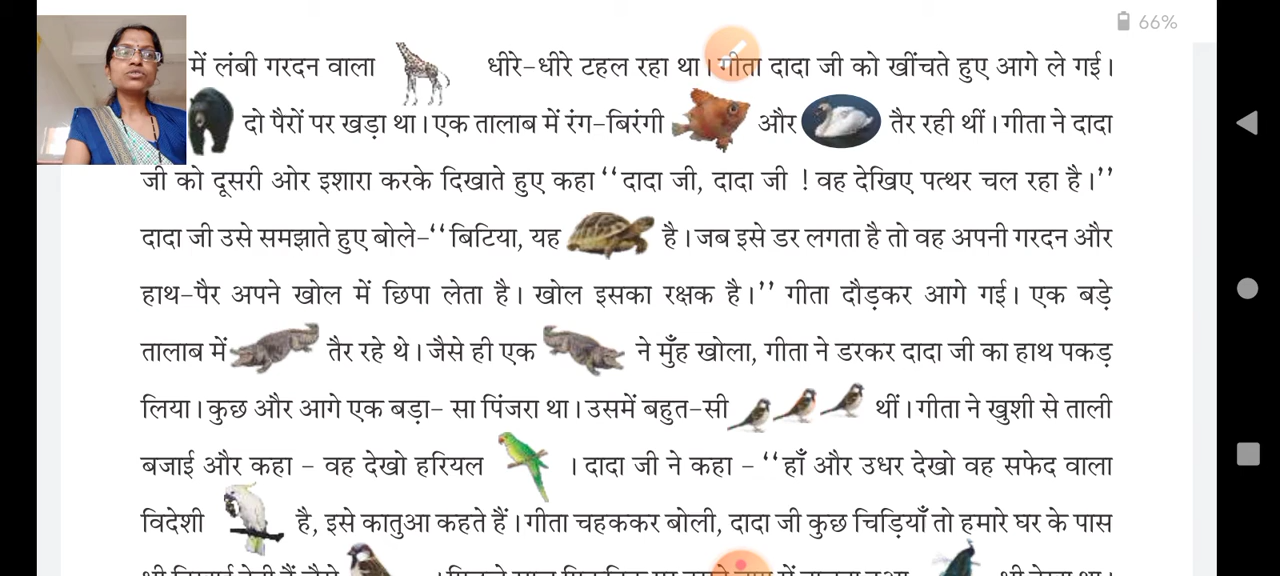 66%
में लंबी गरदन वाला धीरे-धीरे टहल रहा था। गीता दादा जी को खींचते हुए आगे ले गई।
दो पैरों पर खड़ा था। एक तालाब में रंग-बिरंगी और तैर रही थीं। गीता ने दादा
जी को दूसरी ओर इशारा करके दिखाते हुए कहा ‘‘दादा जी, दादा जी ! वह देखिए पत्थर चल रहा है।’’
दादा जी उसे समझाते हुए बोले-‘‘बिटिया, यह है। जब इसे डर लगता है तो वह अपनी गरदन और
हाथ-पैर अपने खोल में छिपा लेता है। खोल इसका रक्षक है।’’ गीता दौड़कर आगे गई। एक बड़े
तालाब में तैर रहे थे। जैसे ही एक ने मुँह खोला, गीता ने डरकर दादा जी का हाथ पकड़
लिया। कुछ और आगे एक बड़ा- सा पिंजरा था। उसमें बहुत-सी थीं। गीता ने खुशी से ताली
बजाई और कहा - वह देखो हरियल । दादा जी ने कहा - ‘‘हाँ और उधर देखो वह सफेद वाला
विदेशी है, इसे कातुआ कहते हैं। गीता चहककर बोली, दादा जी कुछ चिड़ियाँ तो हमारे घर के पास